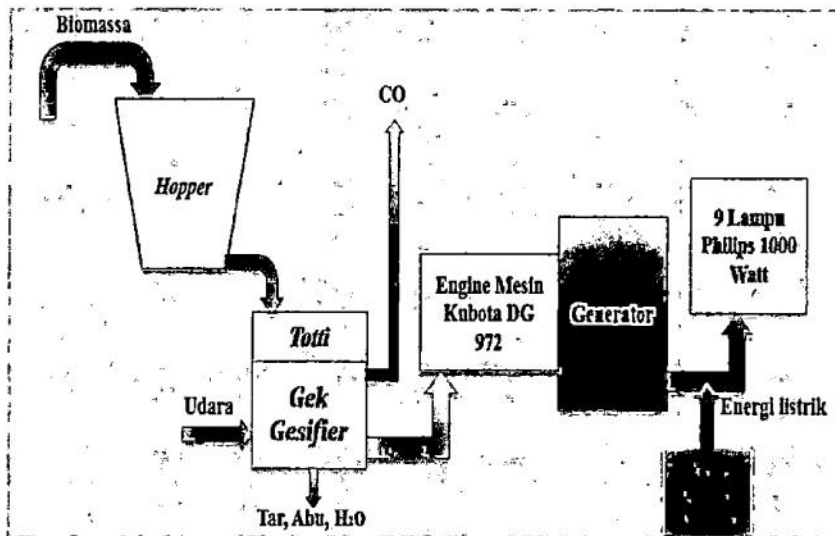 Biomassa
Hopper
CO
Totti
Gek
Gesifier
Udara
Tar, Abu, H₂O
Engine Mesin
Kubota DG
972
Generator
9 Lampu
Philips 1000
Watt
Energi listrik